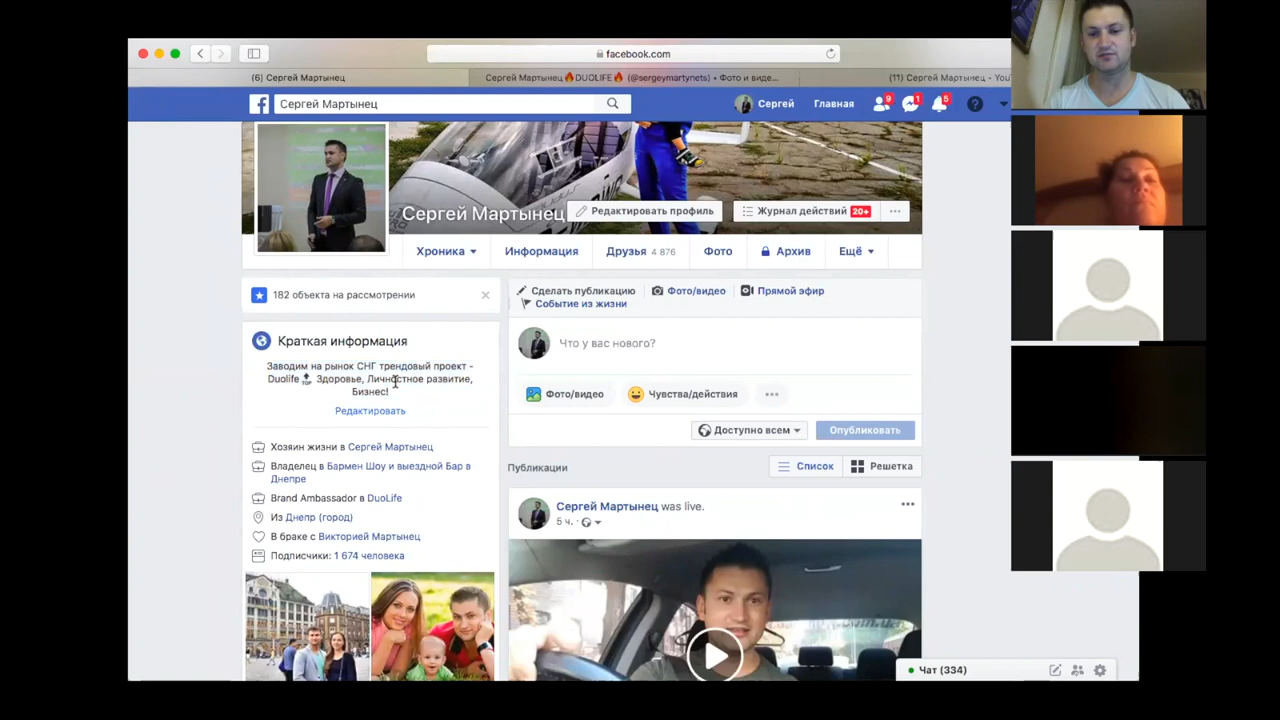 facebook.com
(6) Сергей Мартынец
Сергей Мартынец🔥DUOLIFE🔥 (@sergeymartynets) • Фото и виде...
(11) Сергей Мартынец - You
Сергей Мартынец
Сергей
Главная
9
1
5
Сергей Мартынец
Редактировать профиль
Журнал действий 20+
Хроника
Информация
Друзья 4 876
Фото
Архив
Ещё
182 объекта на рассмотрении
Сделать публикацию
Фото/видео
Прямой эфир
Событие из жизни
Краткая информация
Что у вас нового?
Заводим на рынок СНГ трендовый проект -
Duolife 🔝 Здоровье, Личностное развитие,
Бизнес!
Редактировать
Фото/видео
Чувства/действия
Доступно всем
Опубликовать
Хозяин жизни в Сергей Мартынец
Владелец в Бармен Шоу и выездной Бар в
Днепре
Brand Ambassador в DuoLife
Из Днепр (город)
В браке с Викторией Мартынец
Подписчики: 1 674 человека
Публикации
Список
Решетка
Сергей Мартынец was live.
5 ч.
Чат (334)